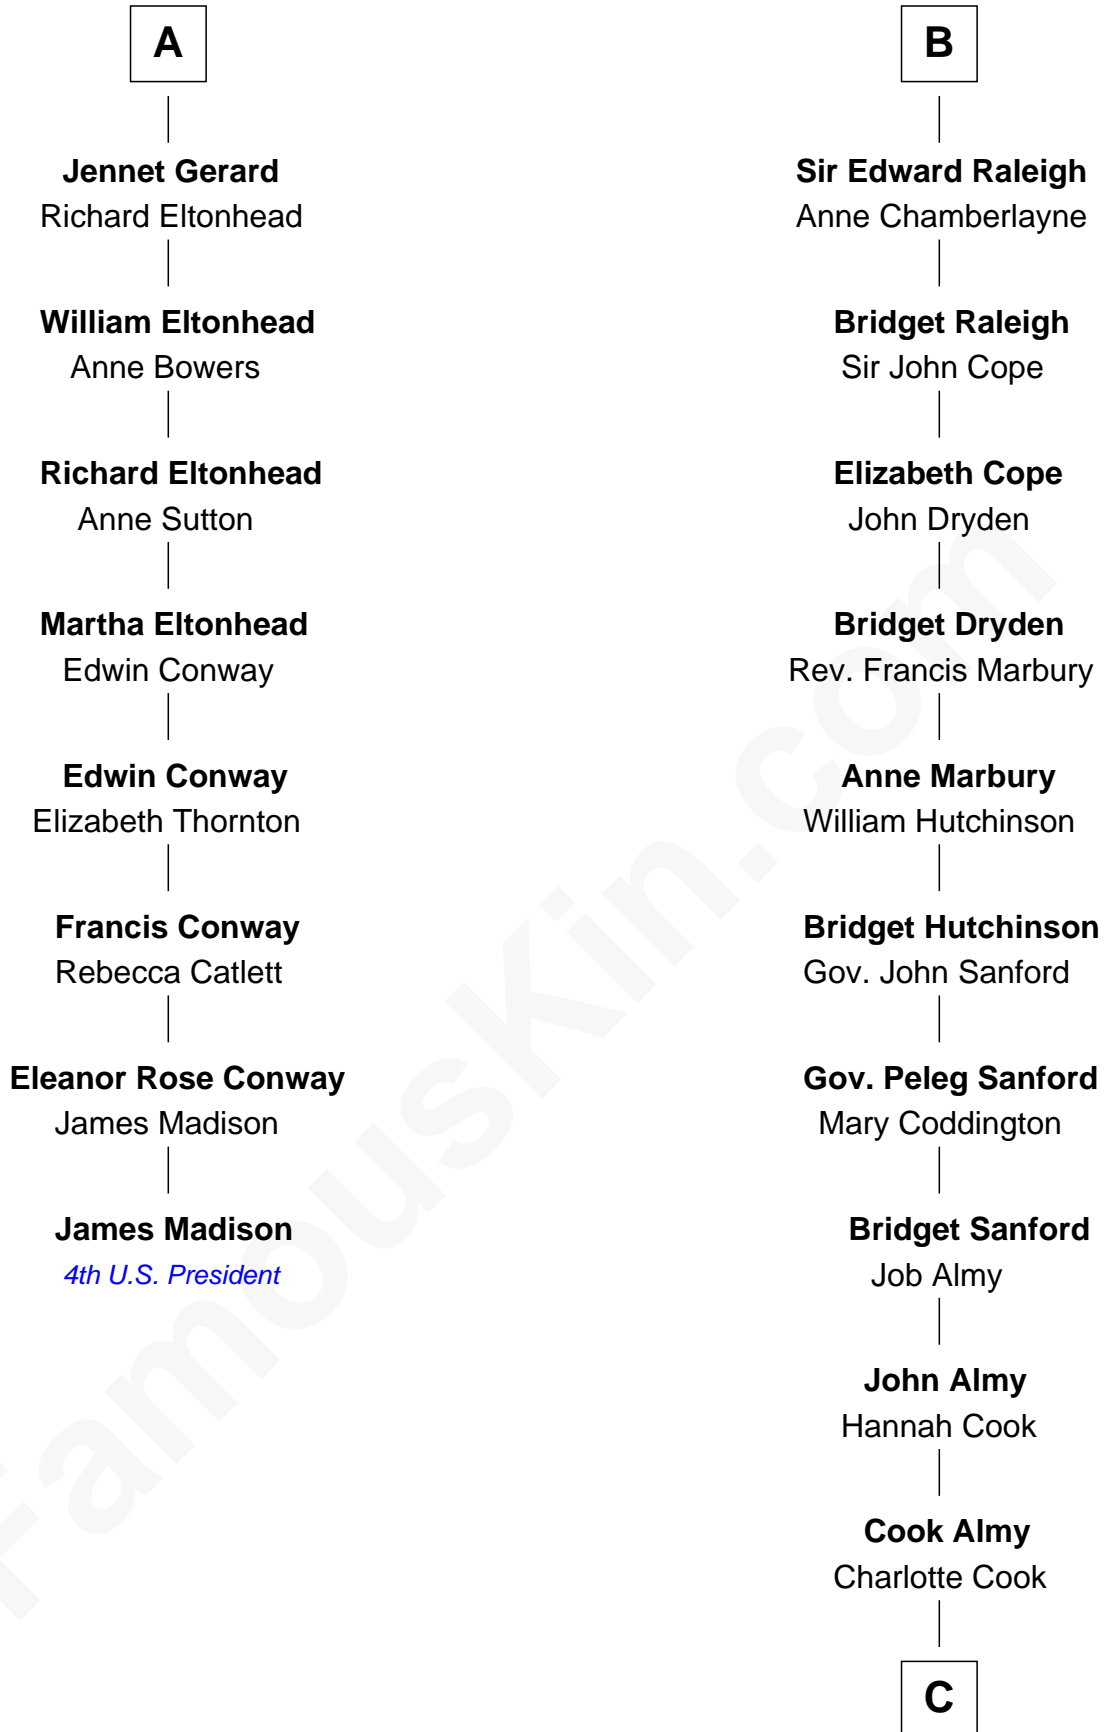 A
Jennet Gerard
Richard Eltonhead
William Eltonhead
Anne Bowers
Richard Eltonhead
Anne Sutton
Martha Eltonhead
Edwin Conway
Edwin Conway
Elizabeth Thornton
Francis Conway
Rebecca Catlett
Eleanor Rose Conway
James Madison
James Madison
4th U.S. President
B
Sir Edward Raleigh
Anne Chamberlayne
Bridget Raleigh
Sir John Cope
Elizabeth Cope
John Dryden
Bridget Dryden
Rev. Francis Marbury
Anne Marbury
William Hutchinson
Bridget Hutchinson
Gov. John Sanford
Gov. Peleg Sanford
Mary Coddington
Bridget Sanford
Job Almy
John Almy
Hannah Cook
Cook Almy
Charlotte Cook
C
FamousKin.com